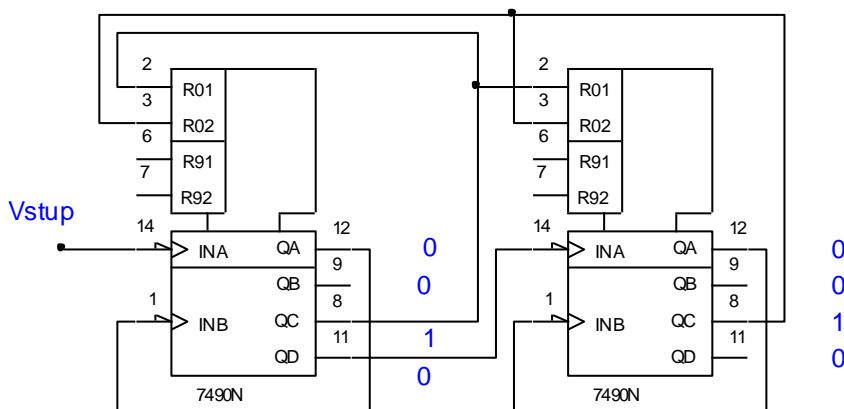 2
R01
3
R02
6
R91
7
R92
Vstup
14
INA
QA
12
0
9
QB
0
8
1
INB
QC
1
11
QD
0
7490N
2
R01
3
R02
6
R91
7
R92
14
INA
QA
12
0
9
QB
0
8
1
INB
QC
1
11
QD
0
7490N